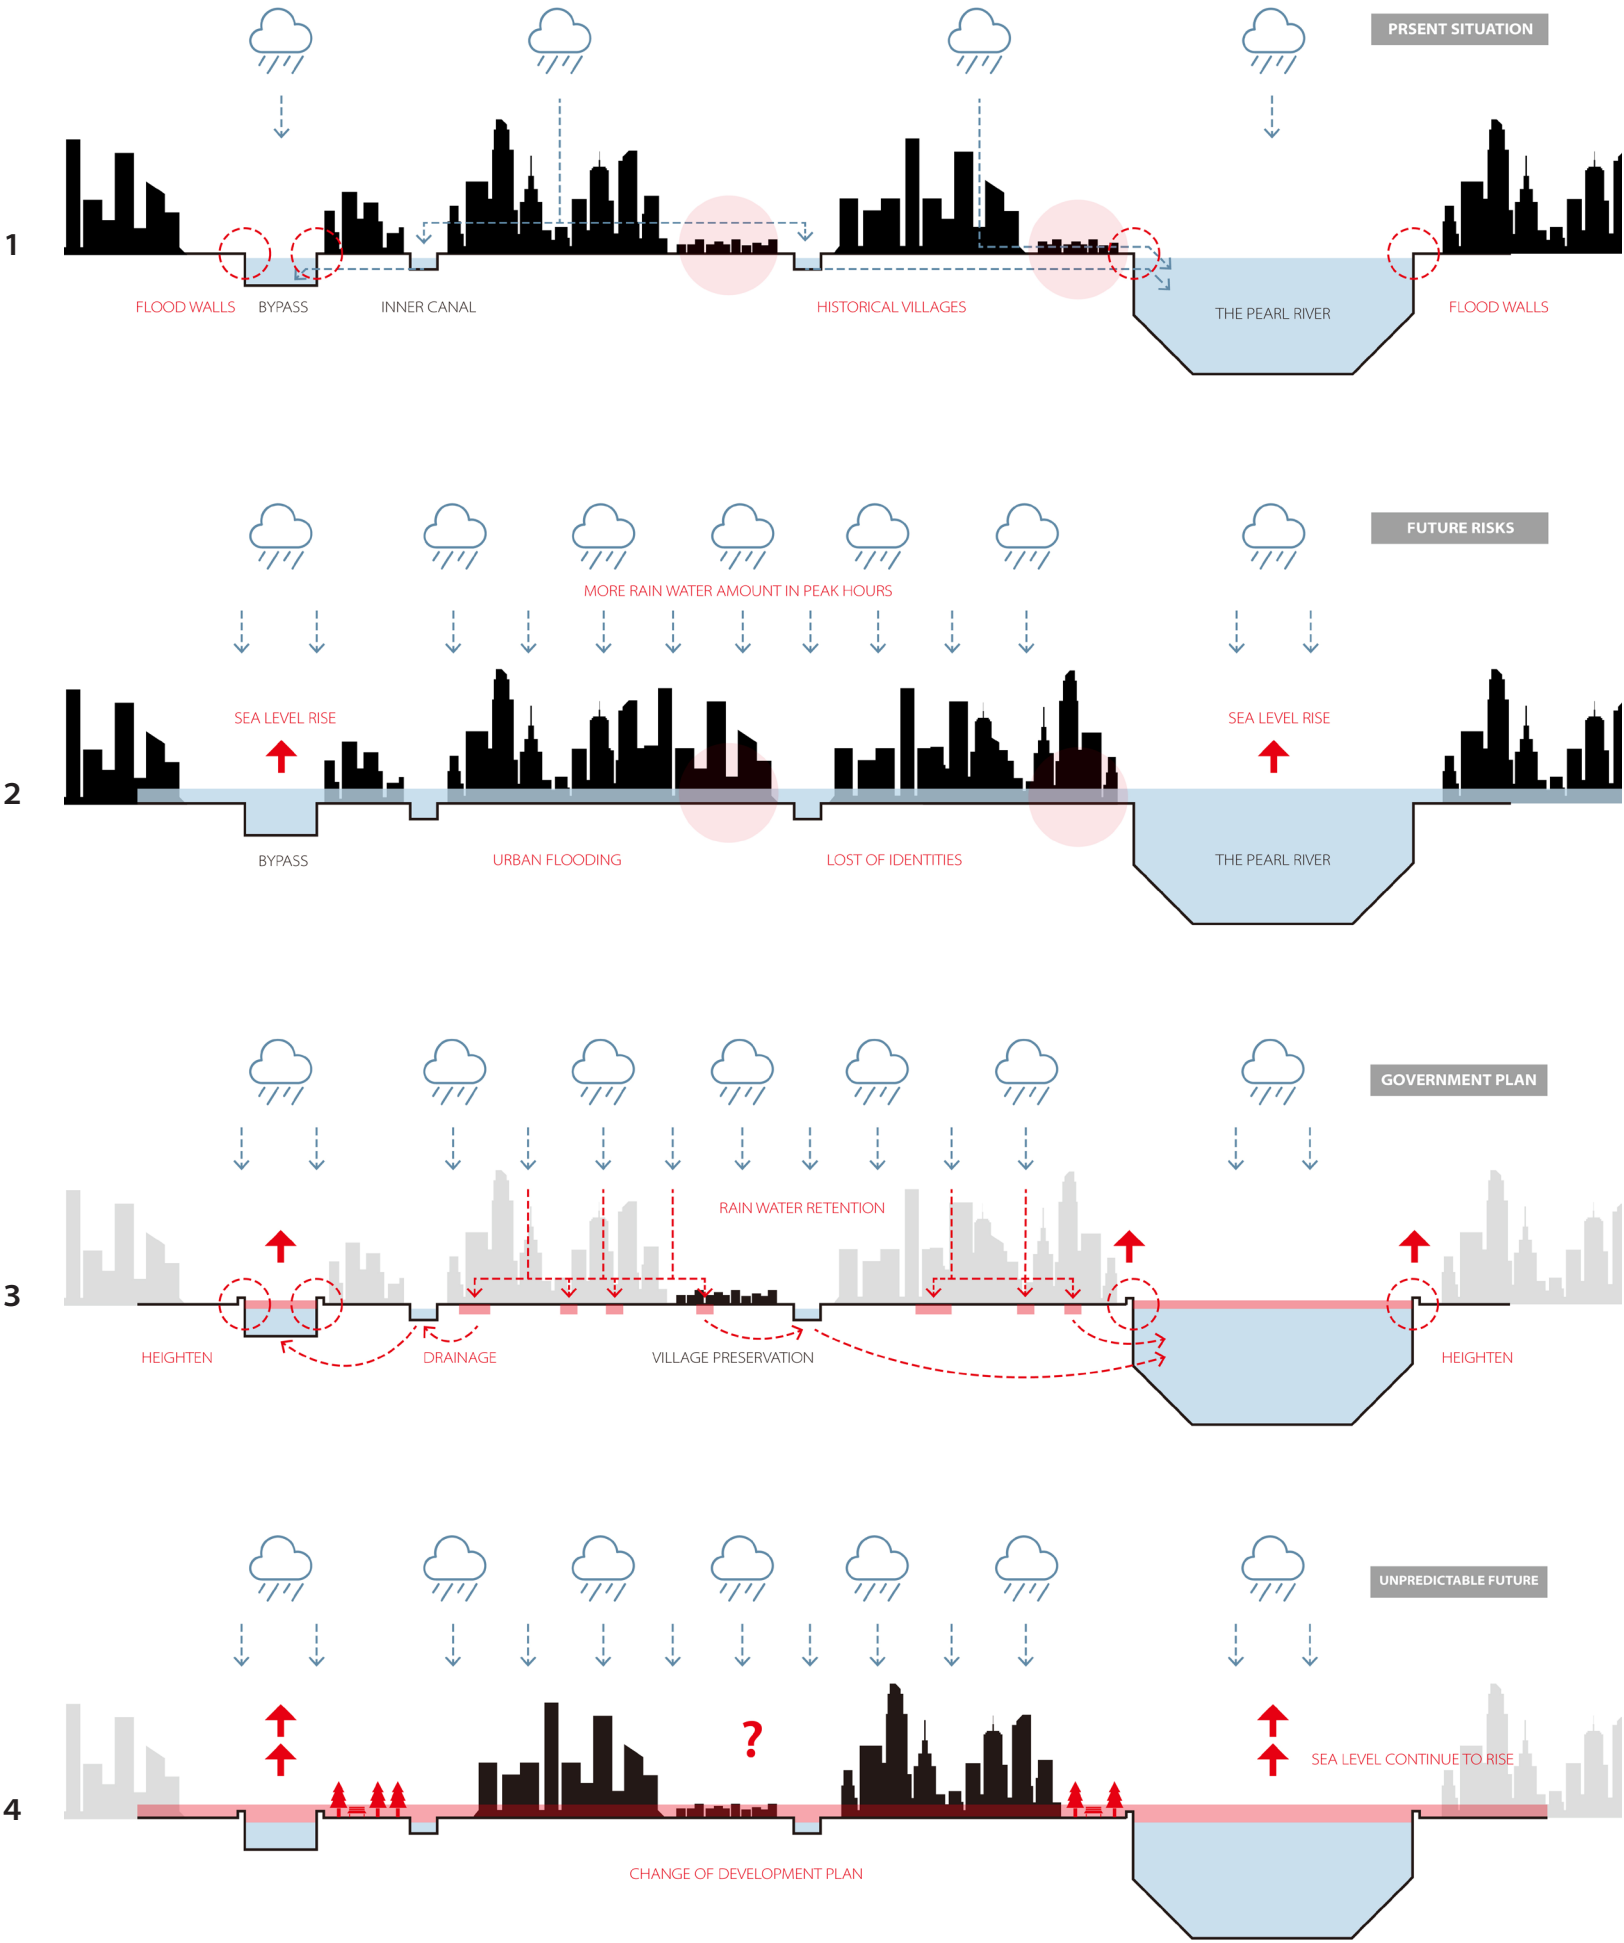 PRSENT SITUATION
1
FLOOD WALLS
BYPASS
INNER CANAL
HISTORICAL VILLAGES
THE PEARL RIVER
FLOOD WALLS
FUTURE RISKS
MORE RAIN WATER AMOUNT IN PEAK HOURS
SEA LEVEL RISE
SEA LEVEL RISE
2
BYPASS
URBAN FLOODING
LOST OF IDENTITIES
THE PEARL RIVER
GOVERNMENT PLAN
RAIN WATER RETENTION
3
HEIGHTEN
DRAINAGE
VILLAGE PRESERVATION
HEIGHTEN
UNPREDICTABLE FUTURE
?
SEA LEVEL CONTINUE TO RISE
4
CHANGE OF DEVELOPMENT PLAN